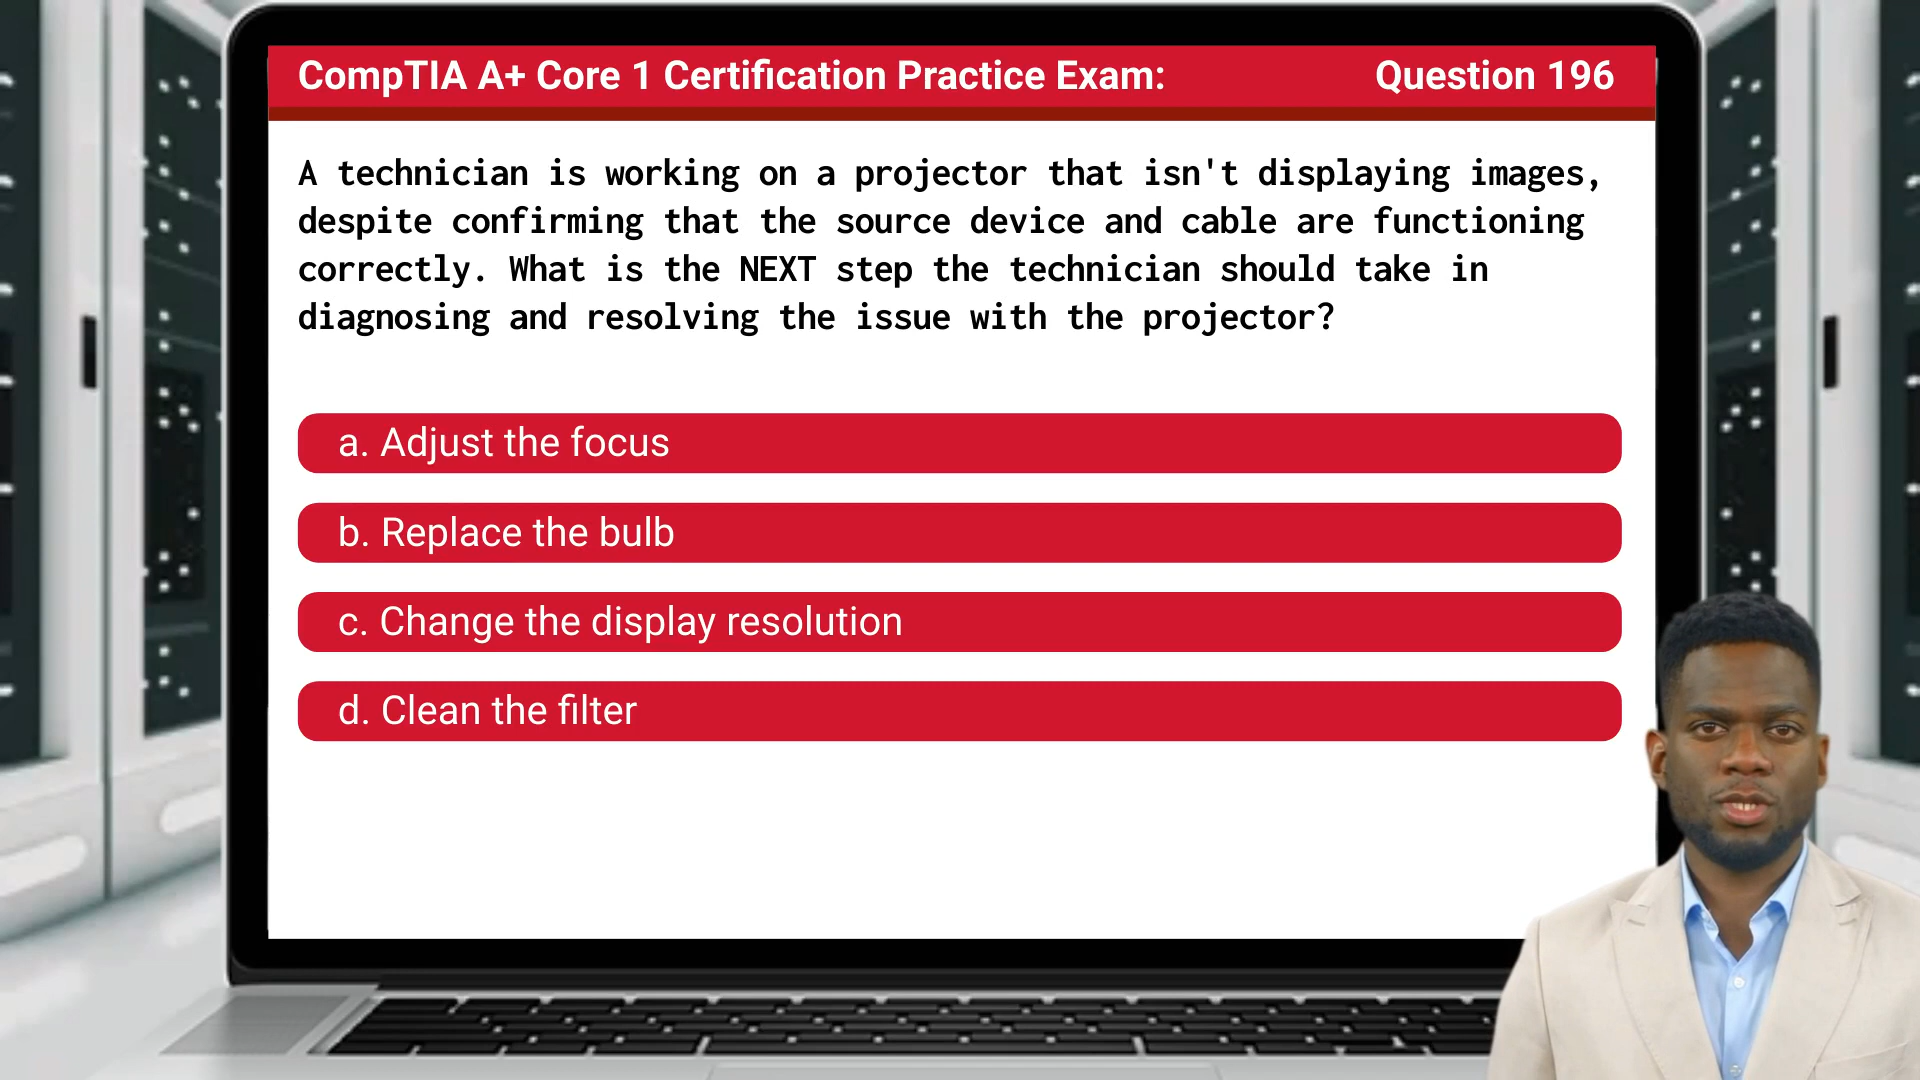 CompTIA A+ Core 1 Certification Practice Exam: Question 196
A technician is working on a projector that isn't displaying images,
despite confirming that the source device and cable are functioning
correctly. What is the NEXT step the technician should take in
diagnosing and resolving the issue with the projector?
a. Adjust the focus
b. Replace the bulb
c. Change the display resolution
d. Clean the filter